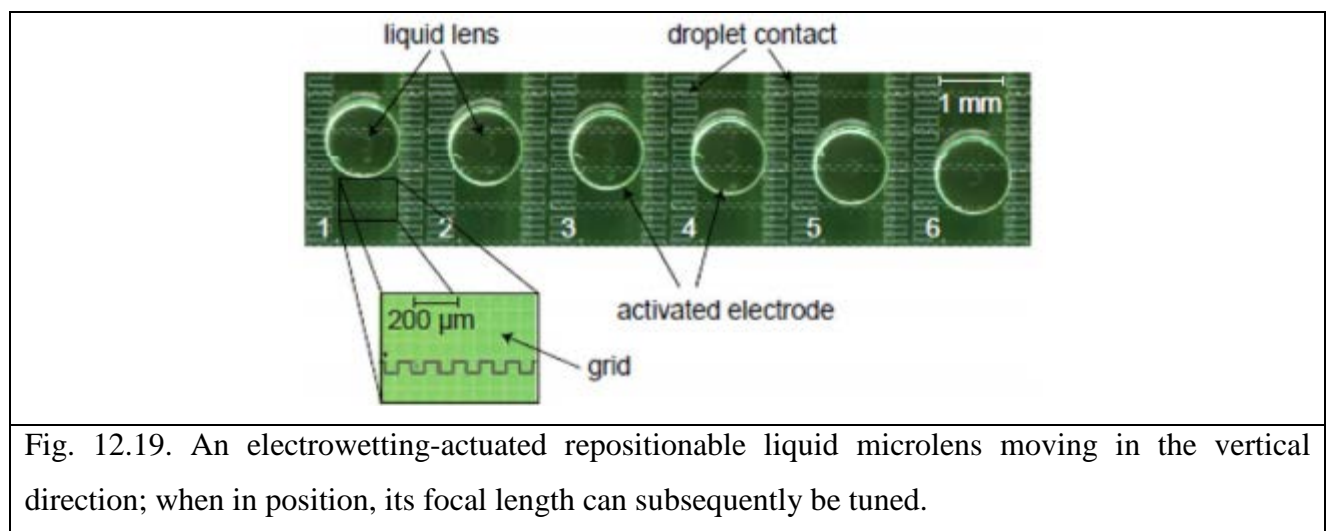 liquid lens droplet contact
1 mm
1 2 3 4 5 6
200 μm
activated electrode
grid
Fig. 12.19. An electrowetting-actuated repositionable liquid microlens moving in the vertical
direction; when in position, its focal length can subsequently be tuned.